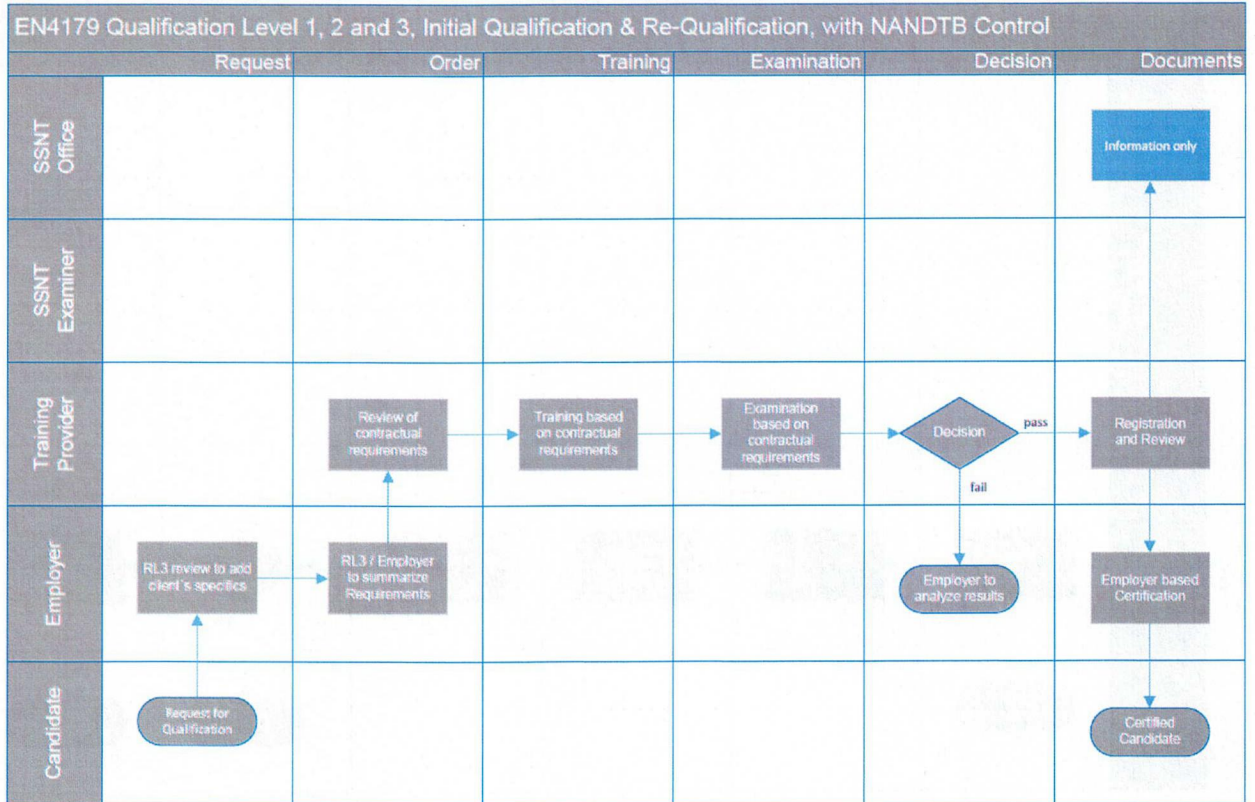 EN4179 Qualification Level 1, 2 and 3, Initial Qualification & Re-Qualification, with NANDTB Control
Request
Order
Training
Examination
Decision
Documents
SSNT
Office
Information only
SSNT
Examiner
Training
Provider
Review of
contractual
requirements
Training based
on contractual
requirements
Examination
based on
contractual
requirements
Decision
pass
fail
Registration
and Review
Employer
RL3 review to add
client`s specifics
RL3 / Employer
to summarize
Requirements
Employer to
analyze results
Employer based
Certification
Candidate
Request for
Qualification
Certified
Candidate